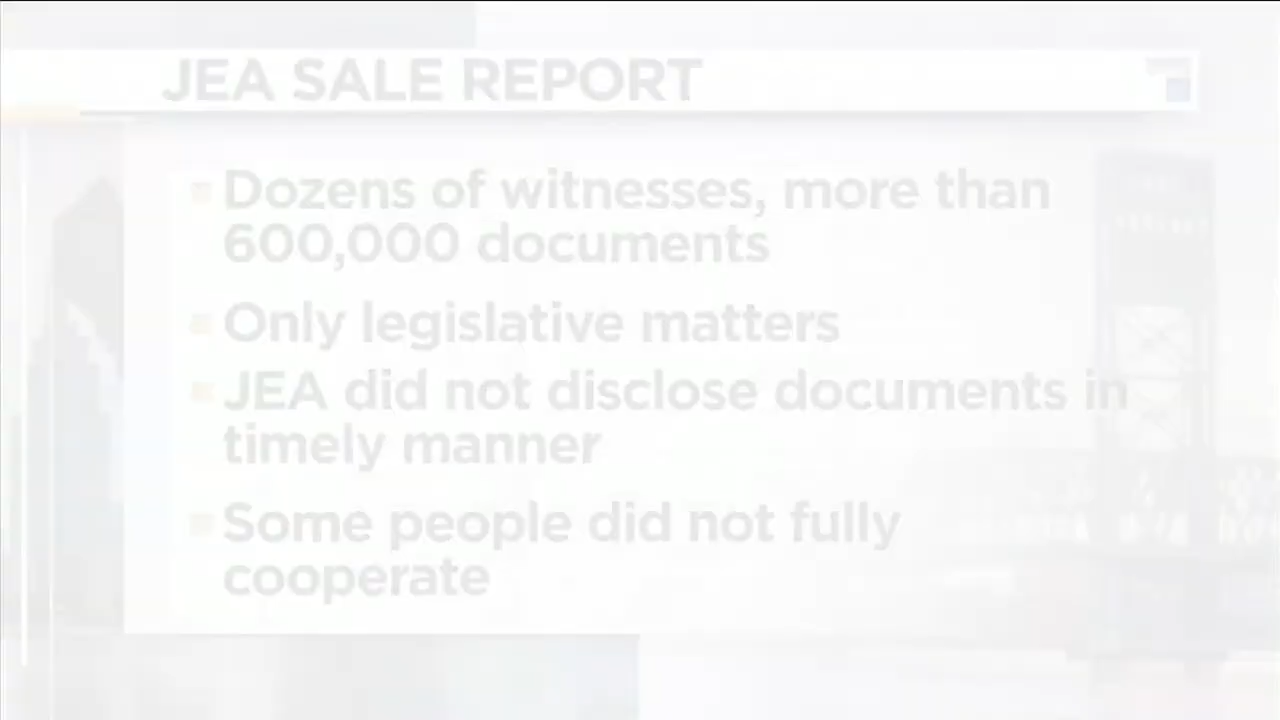 JEA SALE REPORT
Dozens of witnesses, more than
600,000 documents
Only legislative matters
JEA did not disclose documents in
timely manner
Some people did not fully
cooperate